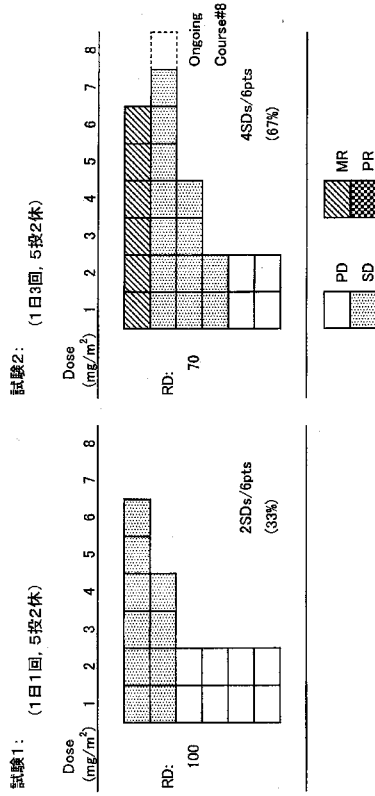 試験1:
(1日1回, 5投2休)
Dose
(mg/m²)
1 2 3 4 5 6 7 8
RD:
100
2SDs/6pts
(33%)
試験2:
(1日3回, 5投2休)
Dose
(mg/m²)
1 2 3 4 5 6 7 8
RD:
70
Ongoing
Course#8
4SDs/6pts
(67%)
PD
MR
SD
PR